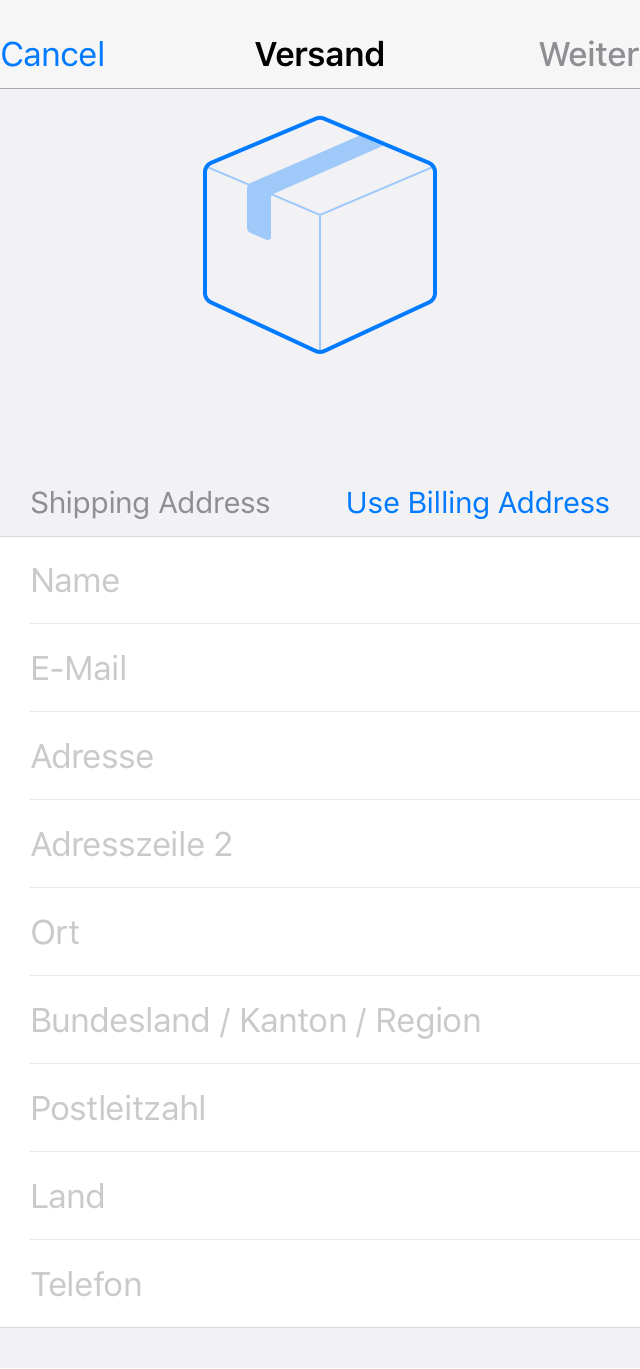 Cancel Versand Weiter
Shipping Address Use Billing Address
Name
E-Mail
Adresse
Adresszeile 2
Ort
Bundesland / Kanton / Region
Postleitzahl
Land
Telefon